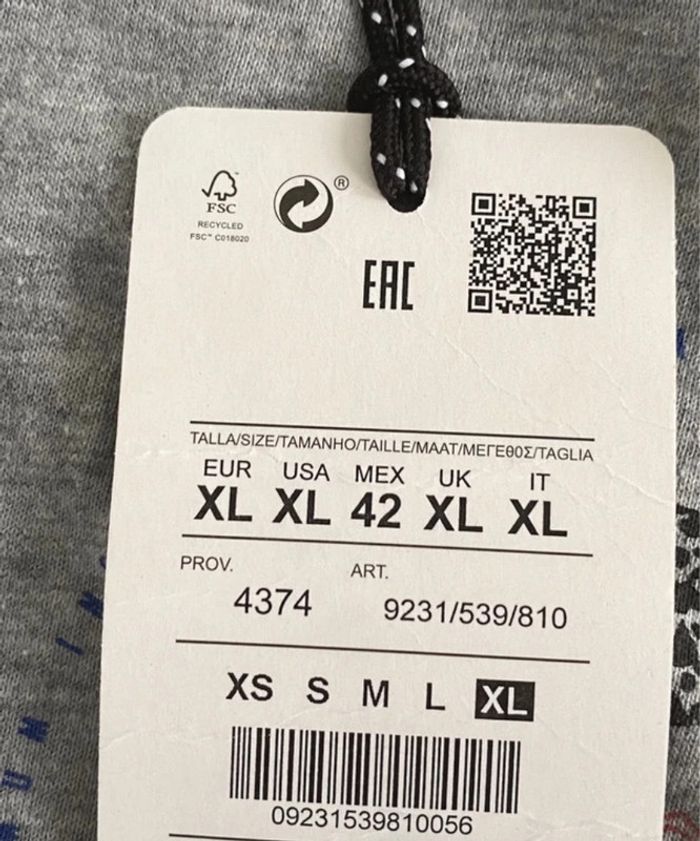 FSC
RECYCLED
FSC™ C018020
®
EAC
TALLA/SIZE/TAMANHO/TAILLE/MAAT/ΜΕΓΕθΟΣ/TAGLIA
EUR USA MEX UK IT
XL XL 42 XL XL
PROV. ART.
4374 9231/539/810
XS S M L XL
09231539810056